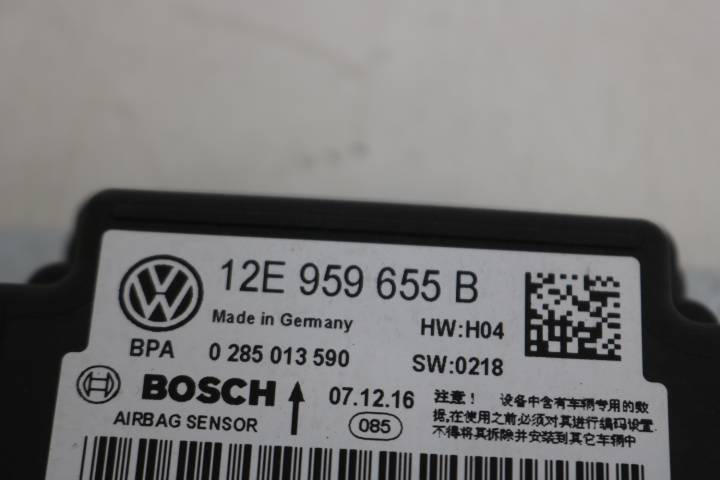 12E 959 655 B
Made in Germany
HW:H04
BPA 0 285 013 590
SW:0218
BOSCH
07.12.16
AIRBAG SENSOR
085
注意！ 设备中含有车辆专用的数
据,在使用之前必须对其进行编码设置.
不得将其拆除并安装到其它车辆中